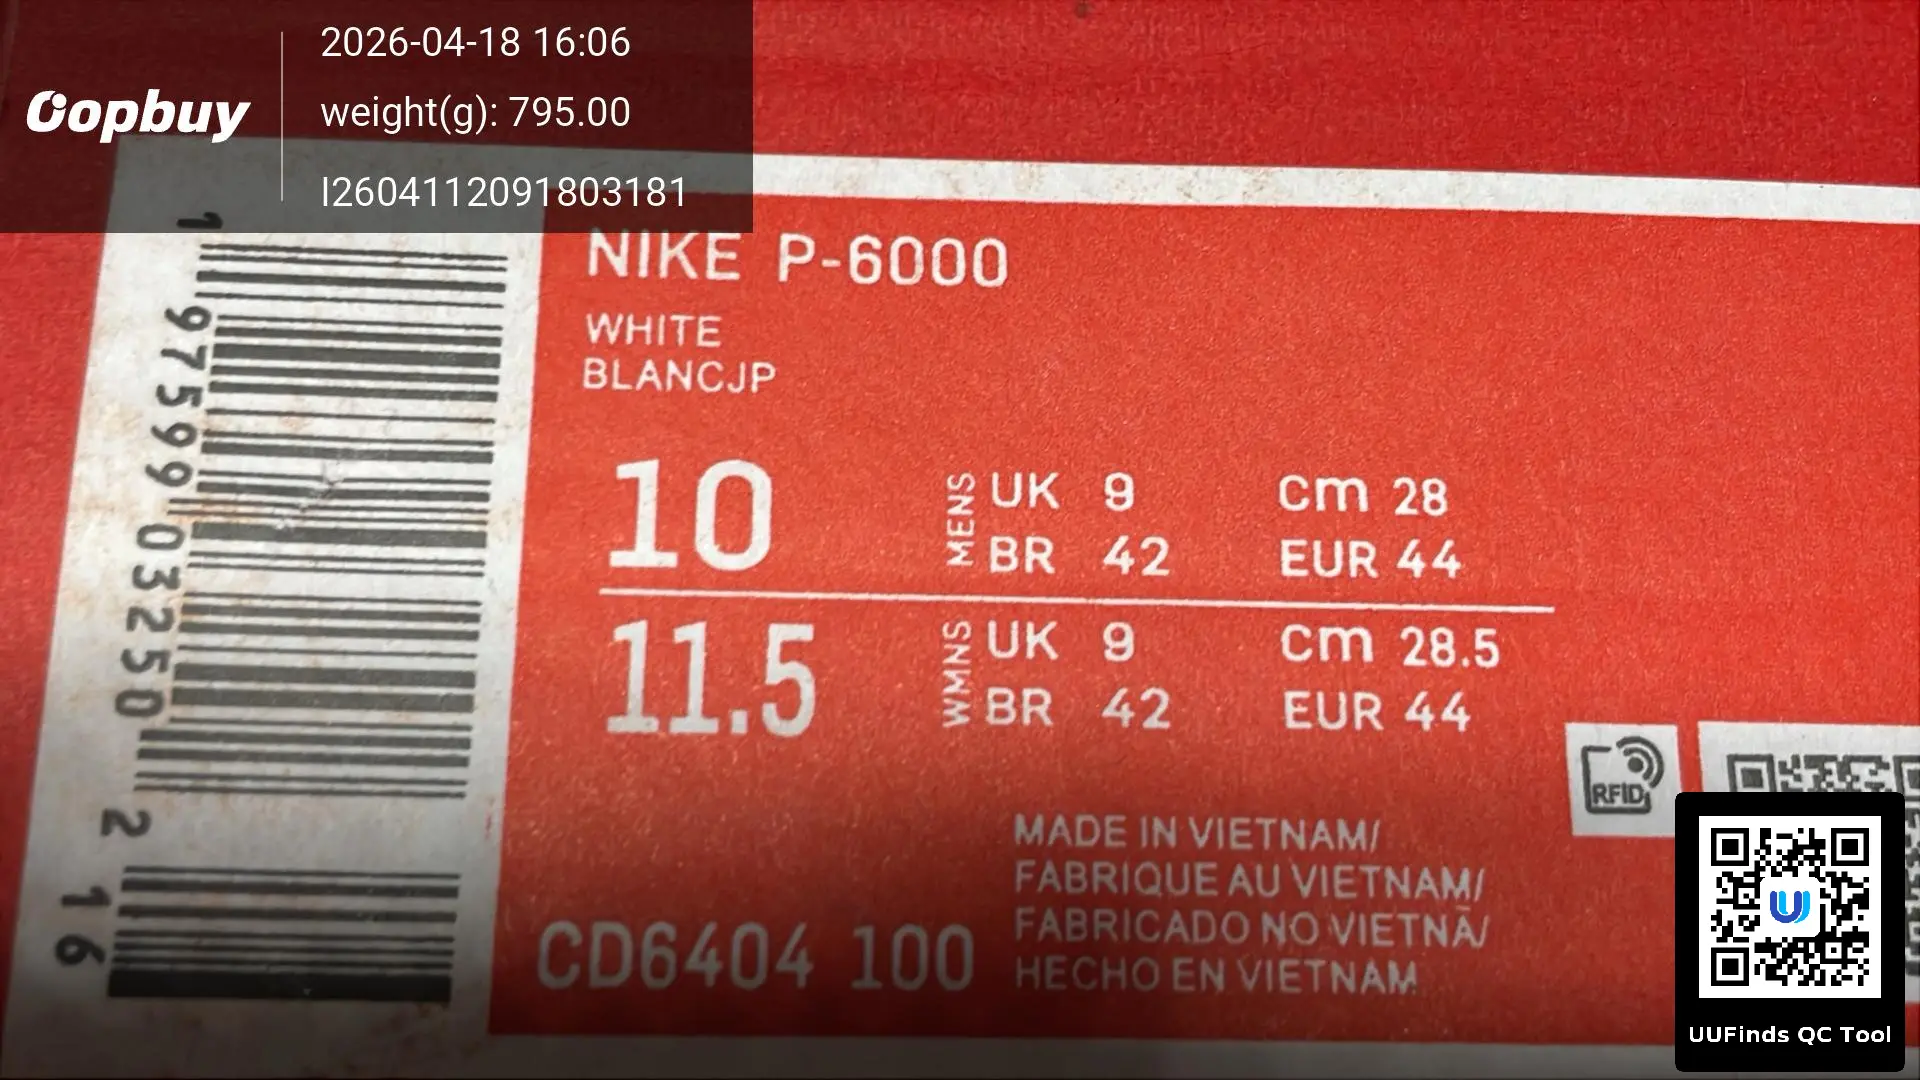 Oopbuy
2026-04-18 16:06
weight(g): 795.00
I2604112091803181
1 97599 03250 2 16
NIKE P-6000
WHITE
BLANCJP
10
MENS
UK 9 Cm 28
BR 42 EUR 44
11.5
WMNS
UK 9 Cm 28.5
BR 42 EUR 44
RFID
MADE IN VIETNAM/
FABRIQUE AU VIETNAM/
FABRICADO NO VIETNÃ/
HECHO EN VIETNAM
CD6404 100
UUFinds QC Tool